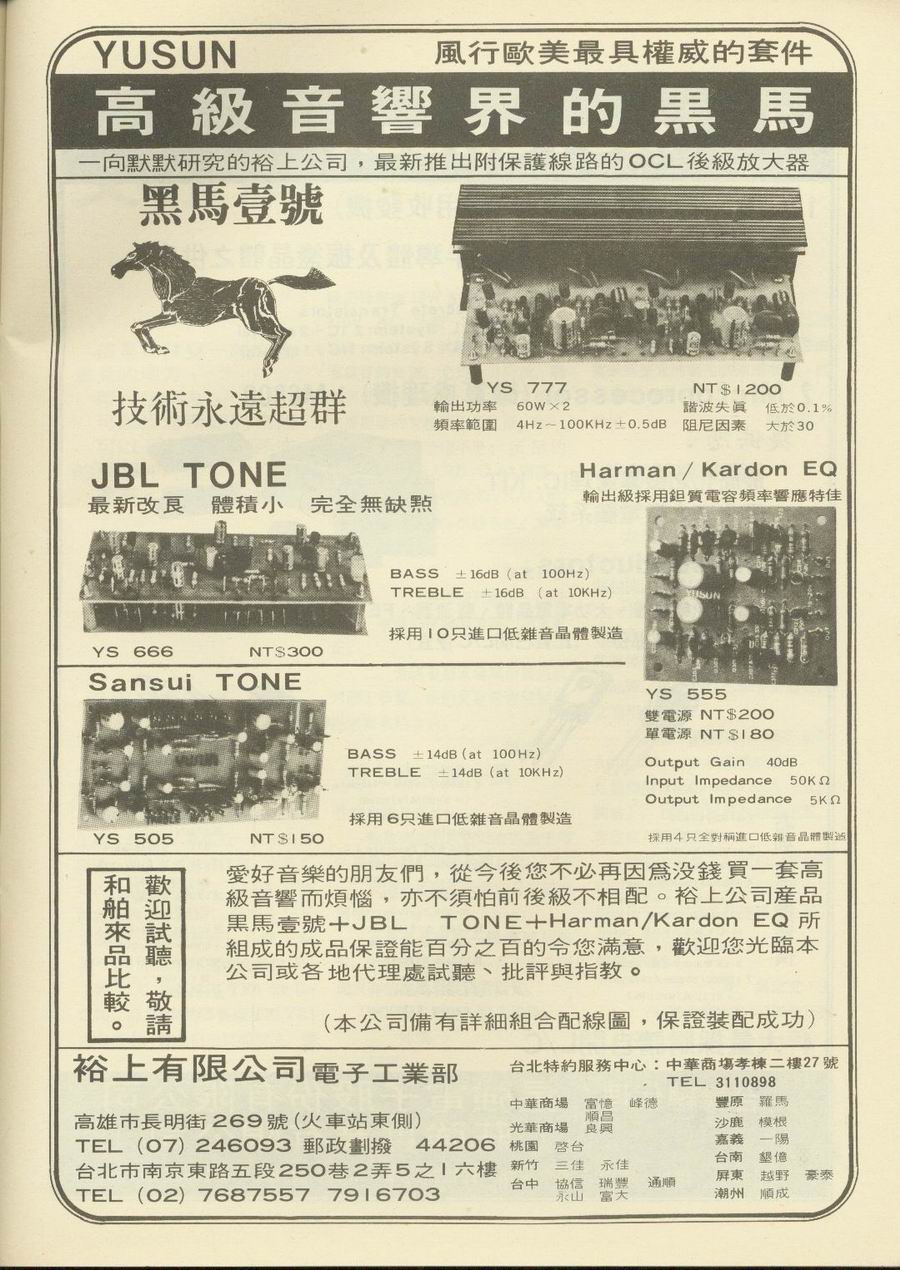 YUSUN 風行歐美最具權威的套件
高級音響界的黑馬
一向默默研究的裕上公司，最新推出附保護線路的OCL後級放大器
黑馬壹號
技術永遠超群
YS 777 NT$1200
輸出功率 60W×2 諧波失眞 低於0.1%
頻率範圍 4Hz～100KHz±0.5dB 阻尼因素 大於30
JBL TONE
最新改良 體積小 完全無缺點
BASS ±16dB (at 100Hz)
TREBLE ±16dB (at 10KHz)
採用10只進口低雜音晶體製造
YS 666 NT$300
Harman / Kardon EQ
輸出級採用鉭質電容頻率響應特佳
YUSUN
YS 555
雙電源 NT$200
單電源 NT$180
Output Gain 40dB
Input Impedance 50KΩ
Output Impedance 5KΩ
採用4只全對稱進口低雜音晶體製造
Sansui TONE
YUSUN
BASS ±14dB (at 100Hz)
TREBLE ±14dB (at 10KHz)
採用6只進口低雜音晶體製造
YS 505 NT$150
歡迎試聽，敬請
和舶來品比較。
愛好音樂的朋友們，從今後您不必再因爲没錢買一套高
級音響而煩惱，亦不須怕前後級不相配。裕上公司產品
黑馬壹號＋JBL TONE＋Harman/Kardon EQ 所
組成的成品保證能百分之百的令您滿意，歡迎您光臨本
公司或各地代理處試聽、批評與指教。
(本公司備有詳細組合配線圖，保證裝配成功)
裕上有限公司電子工業部
高雄市長明街269號(火車站東側)
TEL (07) 246093 郵政劃撥 44206
台北市南京東路五段250巷2弄5之1六樓
TEL (02) 7687557 7916703
台北特約服務中心：中華商場孝棟二樓27號
TEL 3110898
中華商場 富憶 峰德
順昌
光華商場 良興
桃園 啓台
新竹 三佳 永佳
台中 協信 瑞豐 通順
永山 富大
豐原 羅馬
沙鹿 模根
嘉義 一陽
台南 墾億
屏東 越野 豪泰
潮州 順成